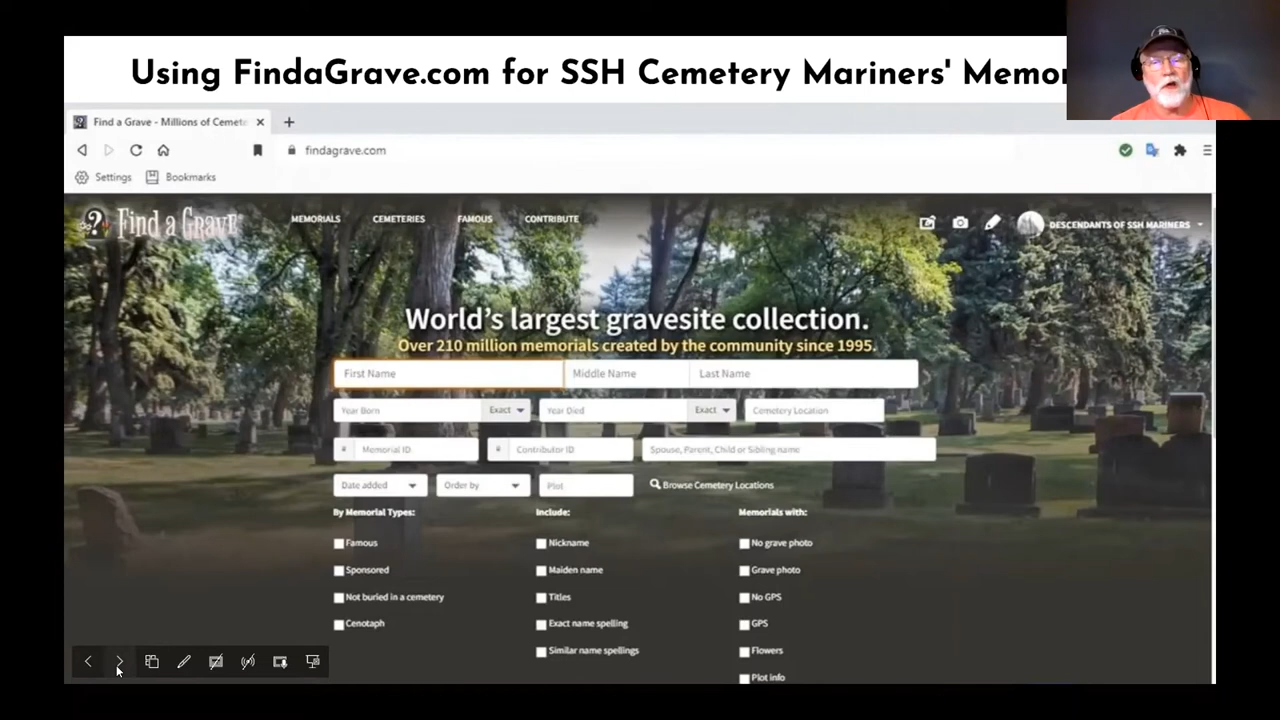 Using FindaGrave.com for SSH Cemetery Mariners' Memor
Find a Grave - Millions of Cemete
findagrave.com
Settings Bookmarks
Find a Grave MEMORIALS CEMETERIES FAMOUS CONTRIBUTE DESCENDANTS OF SSH MARINERS
World's largest gravesite collection.
Over 210 million memorials created by the community since 1995.
First Name Middle Name Last Name
Year Born Exact Year Died Exact Cemetery Location
# Memorial ID # Contributor ID Spouse, Parent, Child or Sibling name
Date added Order by Plot Browse Cemetery Locations
By Memorial Types: Include: Memorials with:
Famous Nickname No grave photo
Sponsored Maiden name Grave photo
Not buried in a cemetery Titles No GPS
Cenotaph Exact name spelling GPS
Similar name spellings Flowers
Plot info